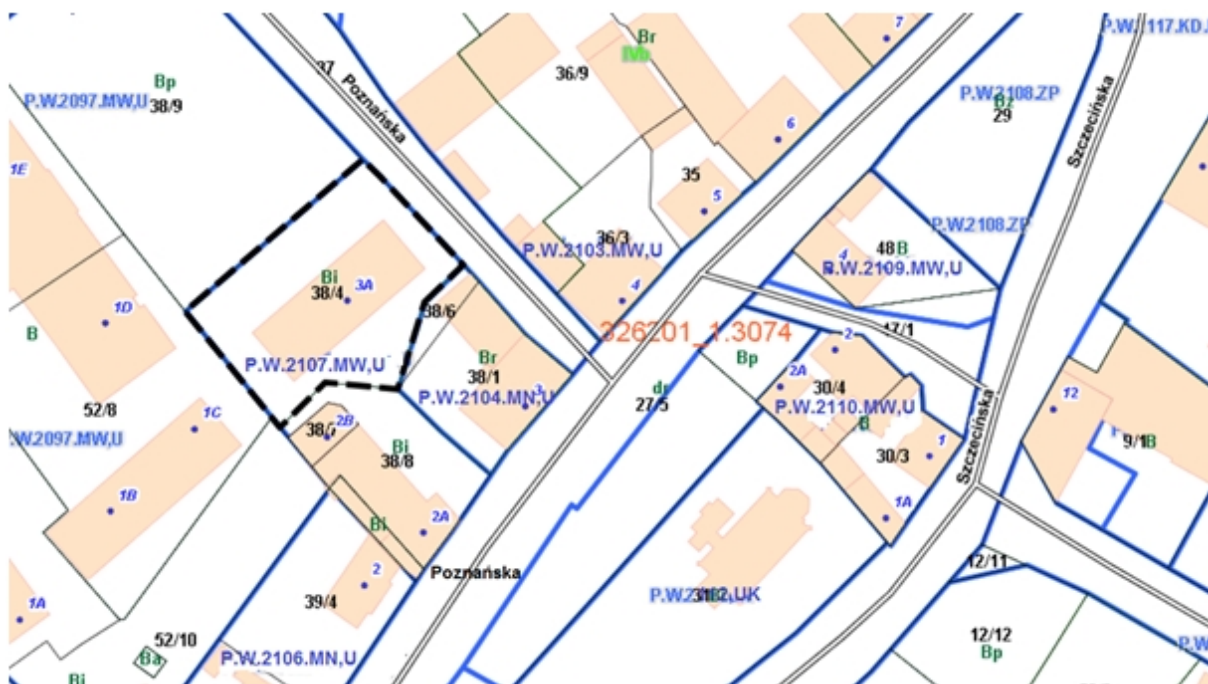 7
P.W.2117.KD.
Br
IVb
36/9
37
Bp
P.W.2097.MW,U
38/9
Poznańska
P.W.2108.ZP
Bz
29
Szczecińska
6
1E
35
5
36/3
P.W.2103.MW,U
P.W.2108.ZP
48 B
4
P.W.2109.MW,U
Bi
38/4
3A
4
38/6
1D
B
326201_1.3074
47/1
2
Bp
P.W.2107.MW,U
Br
38/1
P.W.2104.MN,U
3
dr
27/5
2A
30/4
P.W.2110.MW,U
B
12
52/8
1C
P.W.2097.MW,U
2B
Bi
38/8
30/3
1
Szczecińska
9/1 B
1B
Bi
2A
1A
Poznańska
2
39/4
12/11
1A
52/10
Ba
Bi
P.W.2106.MN,U
12/12
Bp
P.W